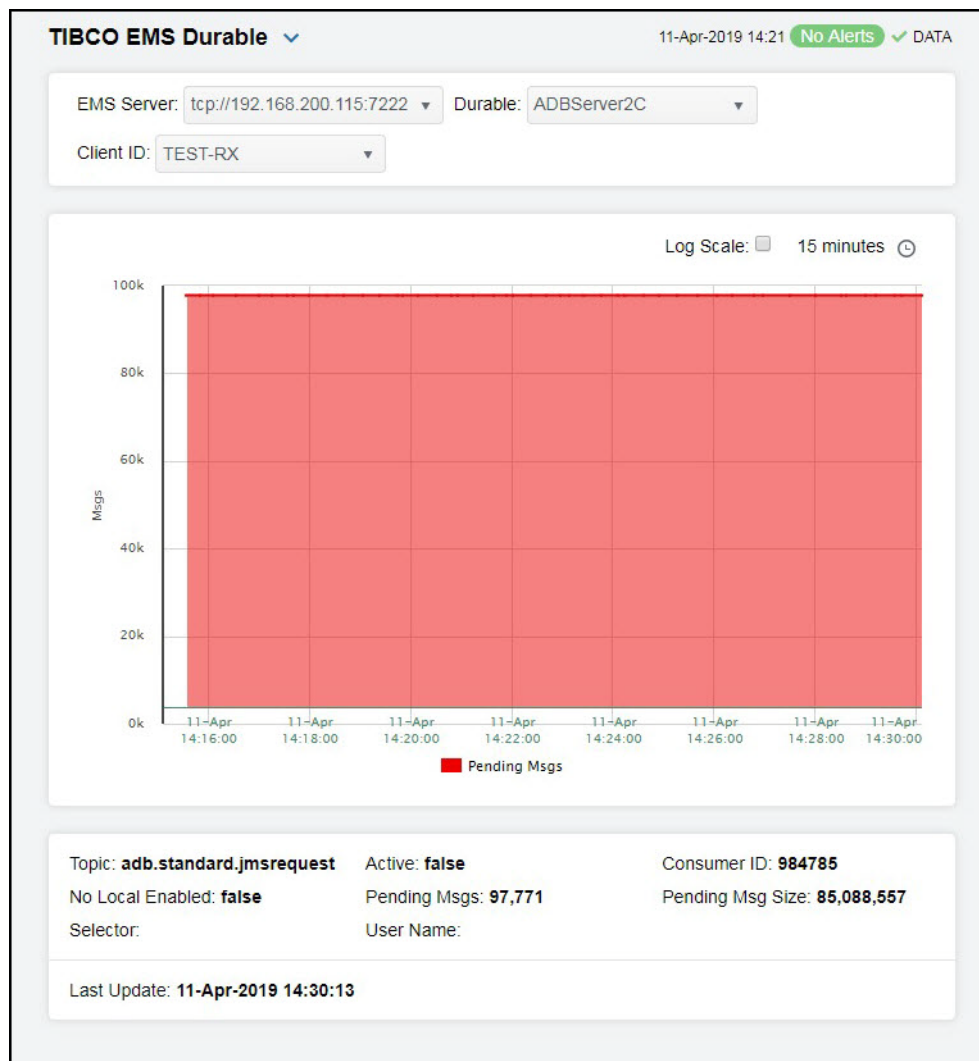 TIBCO EMS Durable 11-Apr-2019 14:21 No Alerts DATA
EMS Server: tcp://192.168.200.115:7222 Durable: ADBServer2C
Client ID: TEST-RX
Log Scale: 15 minutes
100k
80k
60k
40k
20k
0k
Msgs
11-Apr 11-Apr 11-Apr 11-Apr 11-Apr 11-Apr 11-Apr 11-Apr
14:16:00 14:18:00 14:20:00 14:22:00 14:24:00 14:26:00 14:28:00 14:30:00
Pending Msgs
Topic: adb.standard.jmsrequest Active: false Consumer ID: 984785
No Local Enabled: false Pending Msgs: 97,771 Pending Msg Size: 85,088,557
Selector: User Name:
Last Update: 11-Apr-2019 14:30:13